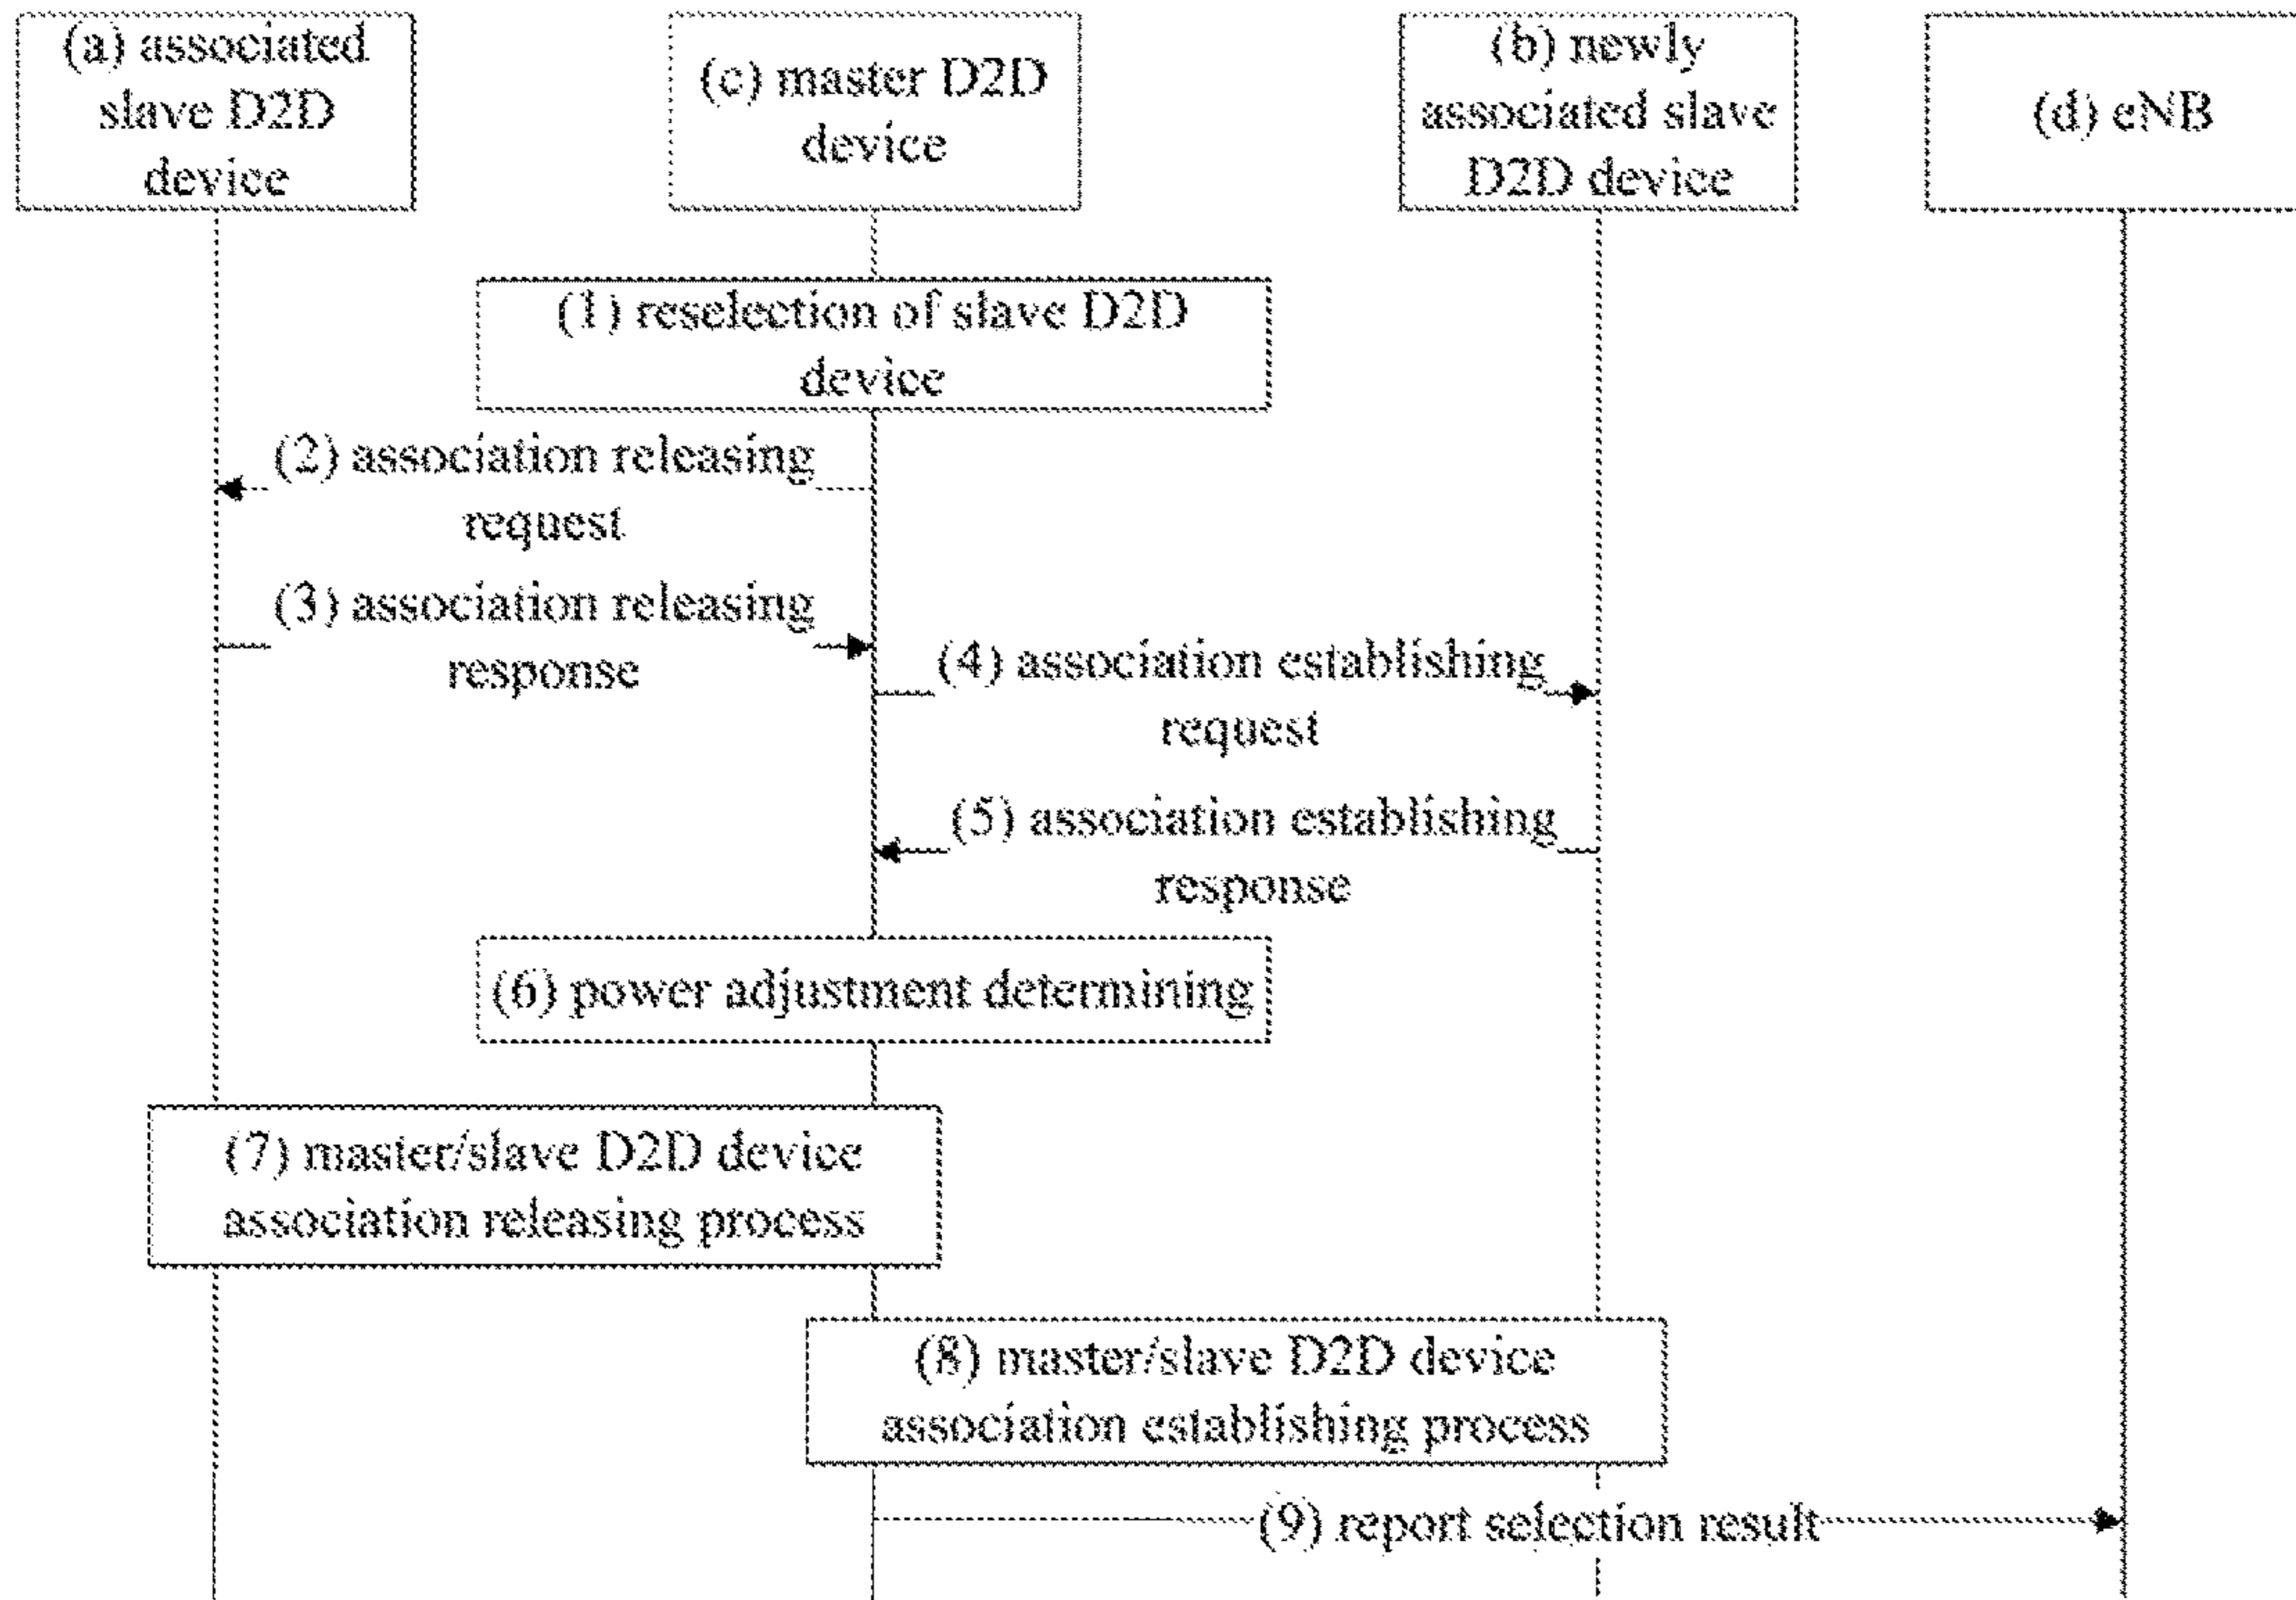 (a) associated
slave D2D
device
(c) master D2D
device
(b) newly
associated slave
D2D device
(d) eNB
(1) reselection of slave D2D
device
(2) association releasing
request
(3) association releasing
response
(4) association establishing
request
(5) association establishing
response
(6) power adjustment determining
(7) master/slave D2D device
association releasing process
(8) master/slave D2D device
association establishing process
(9) report selection result